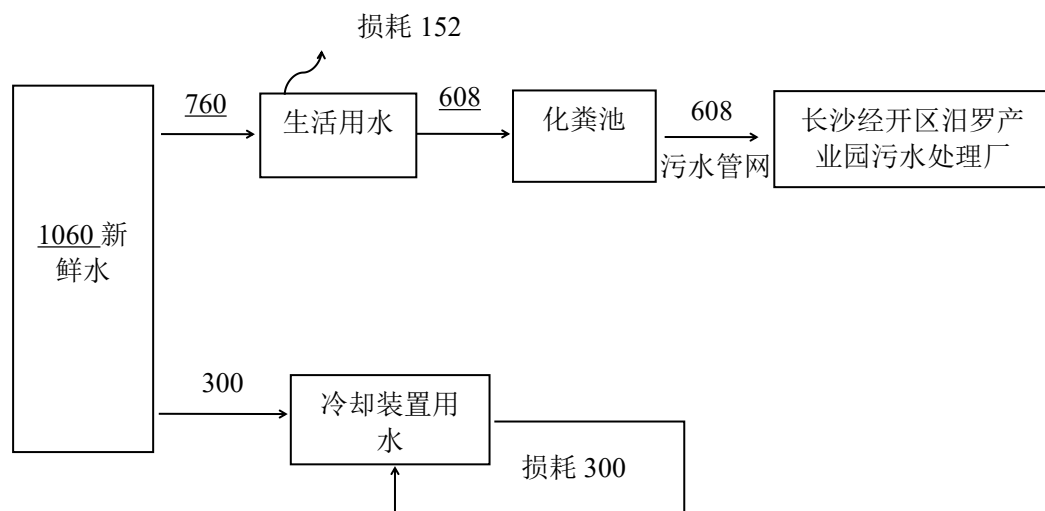 损耗 152
760
生活用水
608
化粪池
608
污水管网
长沙经开区汨罗产
业园污水处理厂
1060 新
鲜水
300
冷却装置用
水
损耗 300